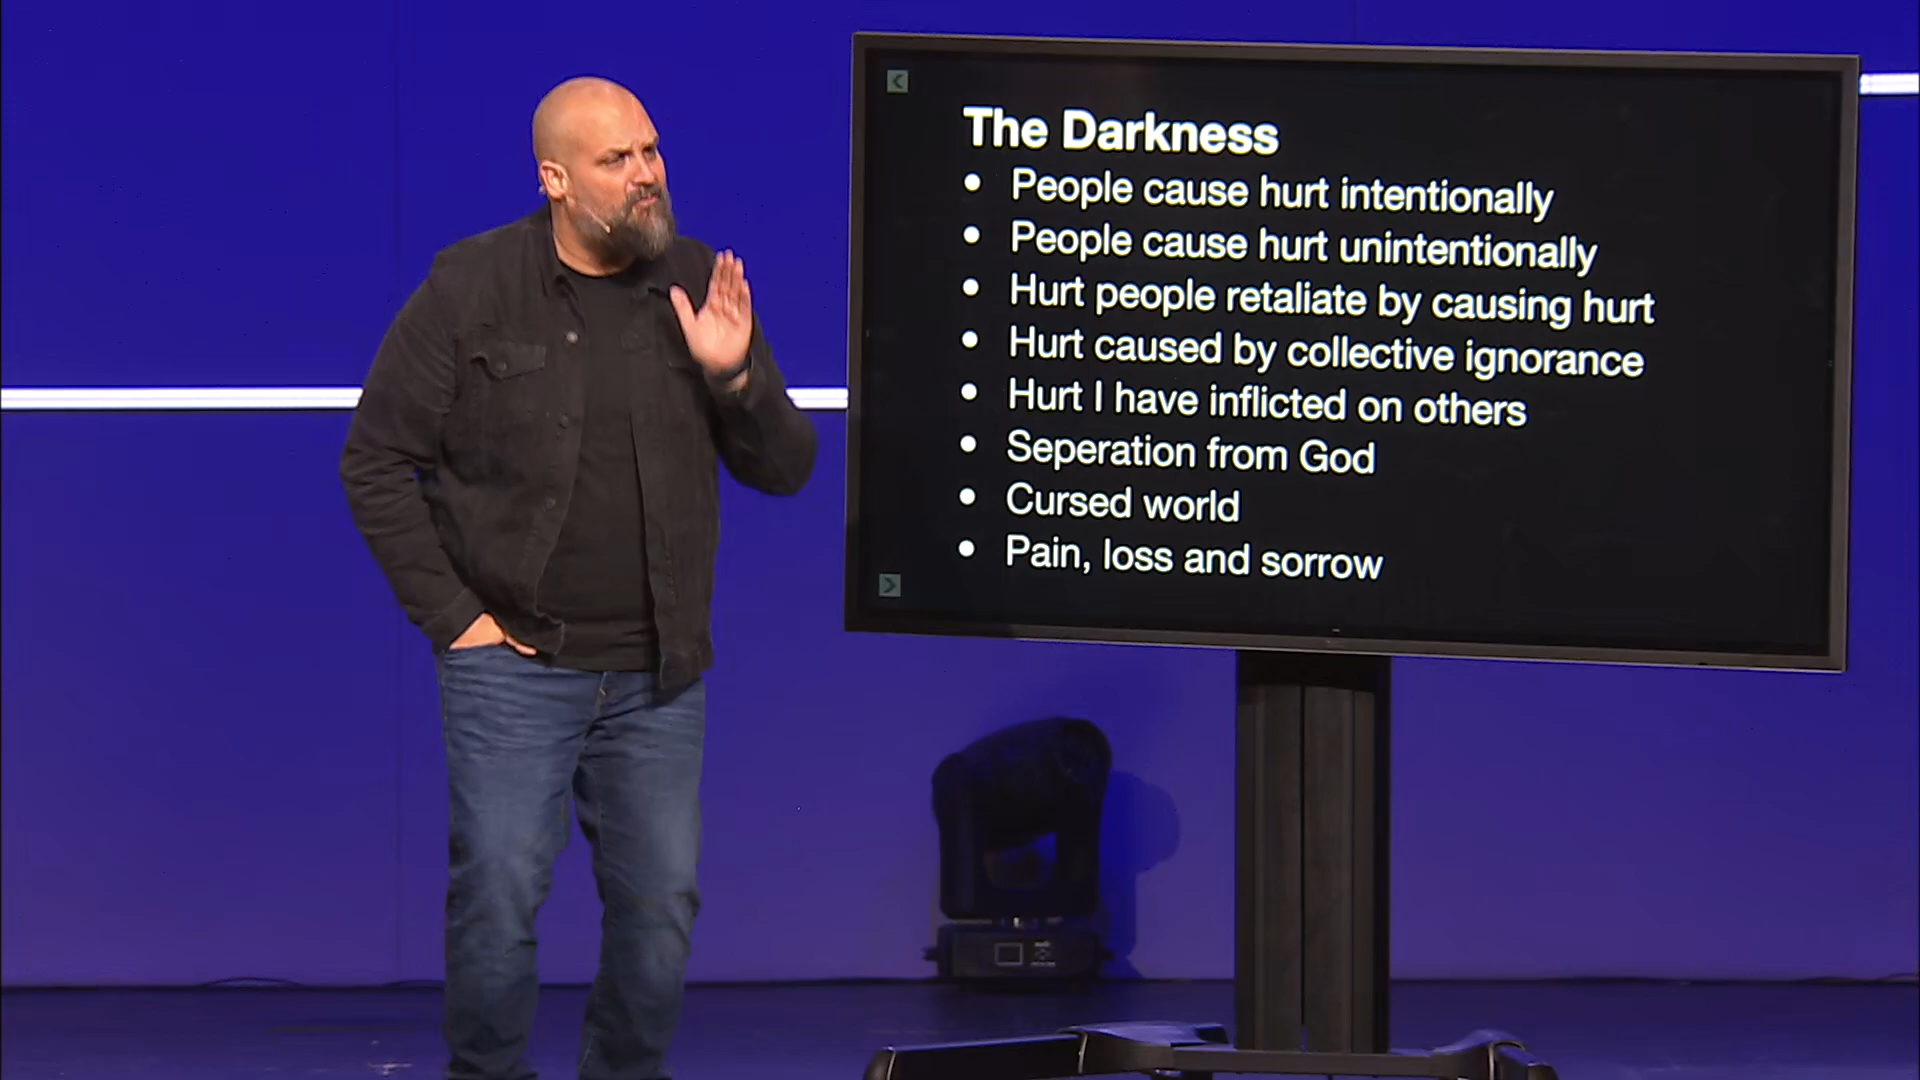 The Darkness
• People cause hurt intentionally
• People cause hurt unintentionally
• Hurt people retaliate by causing hurt
• Hurt caused by collective ignorance
• Hurt I have inflicted on others
• Seperation from God
• Cursed world
• Pain, loss and sorrow